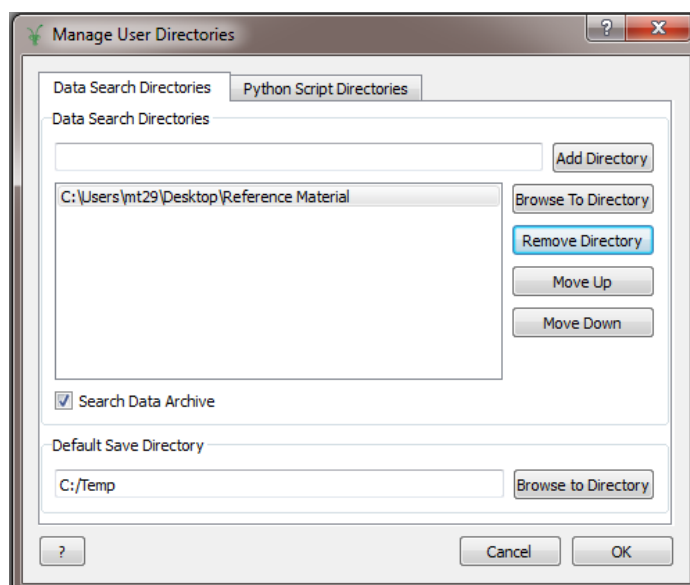 Manage User Directories
?
X
Data Search Directories
Python Script Directories
Data Search Directories
Add Directory
C:\Users\mt29\Desktop\Reference Material
Browse To Directory
Remove Directory
Move Up
Move Down
Search Data Archive
Default Save Directory
C:/Temp
Browse to Directory
?
Cancel
OK